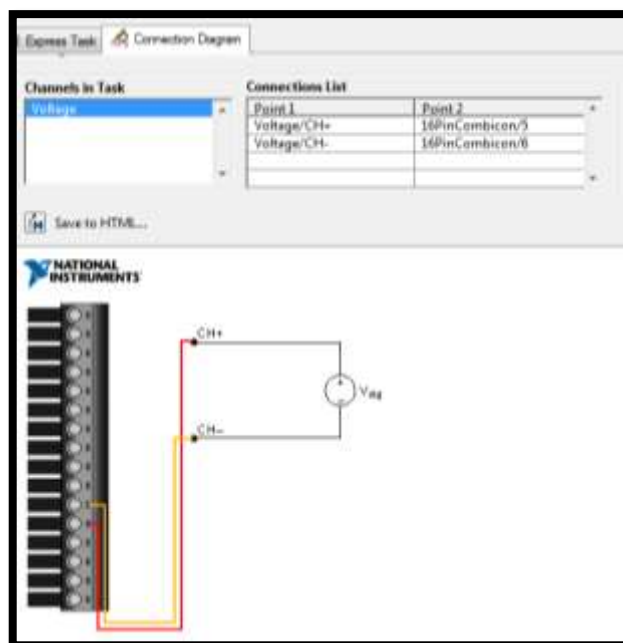 Express Task Connection Diagram
Channels in Task Connections List
Voltage Point 1 Point 2
Voltage/CH+ 16PinCombicon/5
Voltage/CH- 16PinCombicon/6
Save to HTML...
NATIONAL
INSTRUMENTS
CH+
Vsig
CH−